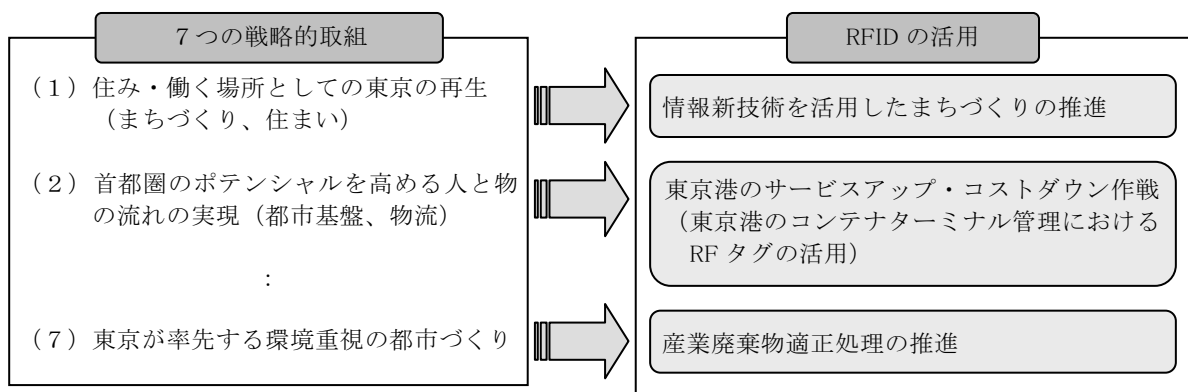 ７つの戦略的取組
（１）住み・働く場所としての東京の再生
（まちづくり、住まい）
（２）首都圏のポテンシャルを高める人と物
の流れの実現（都市基盤、物流）
：
（７）東京が率先する環境重視の都市づくり
RFID の活用
情報新技術を活用したまちづくりの推進
東京港のサービスアップ・コストダウン作戦
（東京港のコンテナターミナル管理における
RF タグの活用）
産業廃棄物適正処理の推進